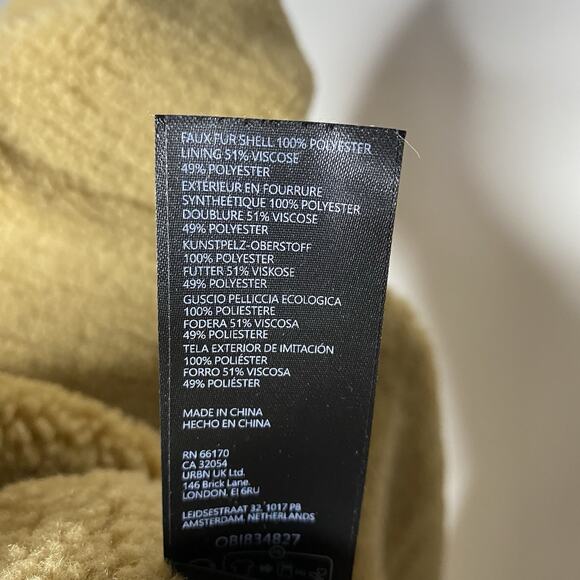 FAUX FUR SHELL 100% POLYESTER
LINING 51% VISCOSE
49% POLYESTER
EXTÉRIEUR EN FOURRURE
SYNTHÉÉTIQUE 100% POLYESTER
DOUBLURE 51% VISCOSE
49% POLYESTER
KUNSTPELZ-OBERSTOFF
100% POLYESTER
FUTTER 51% VISKOSE
49% POLYESTER
GUSCIO PELLICCIA ECOLOGICA
100% POLIESTERE
FODERA 51% VISCOSA
49% POLIESTERE
TELA EXTERIOR DE IMITACIÓN
100% POLIÉSTER
FORRO 51% VISCOSA
49% POLIÉSTER
MADE IN CHINA
HECHO EN CHINA
RN 66170
CA 32054
URBN UK Ltd.
146 Brick Lane.
LONDON, E1 6RU
LEIDSESTRAAT 32, 1017 PB
AMSTERDAM, NETHERLANDS
OBI834827